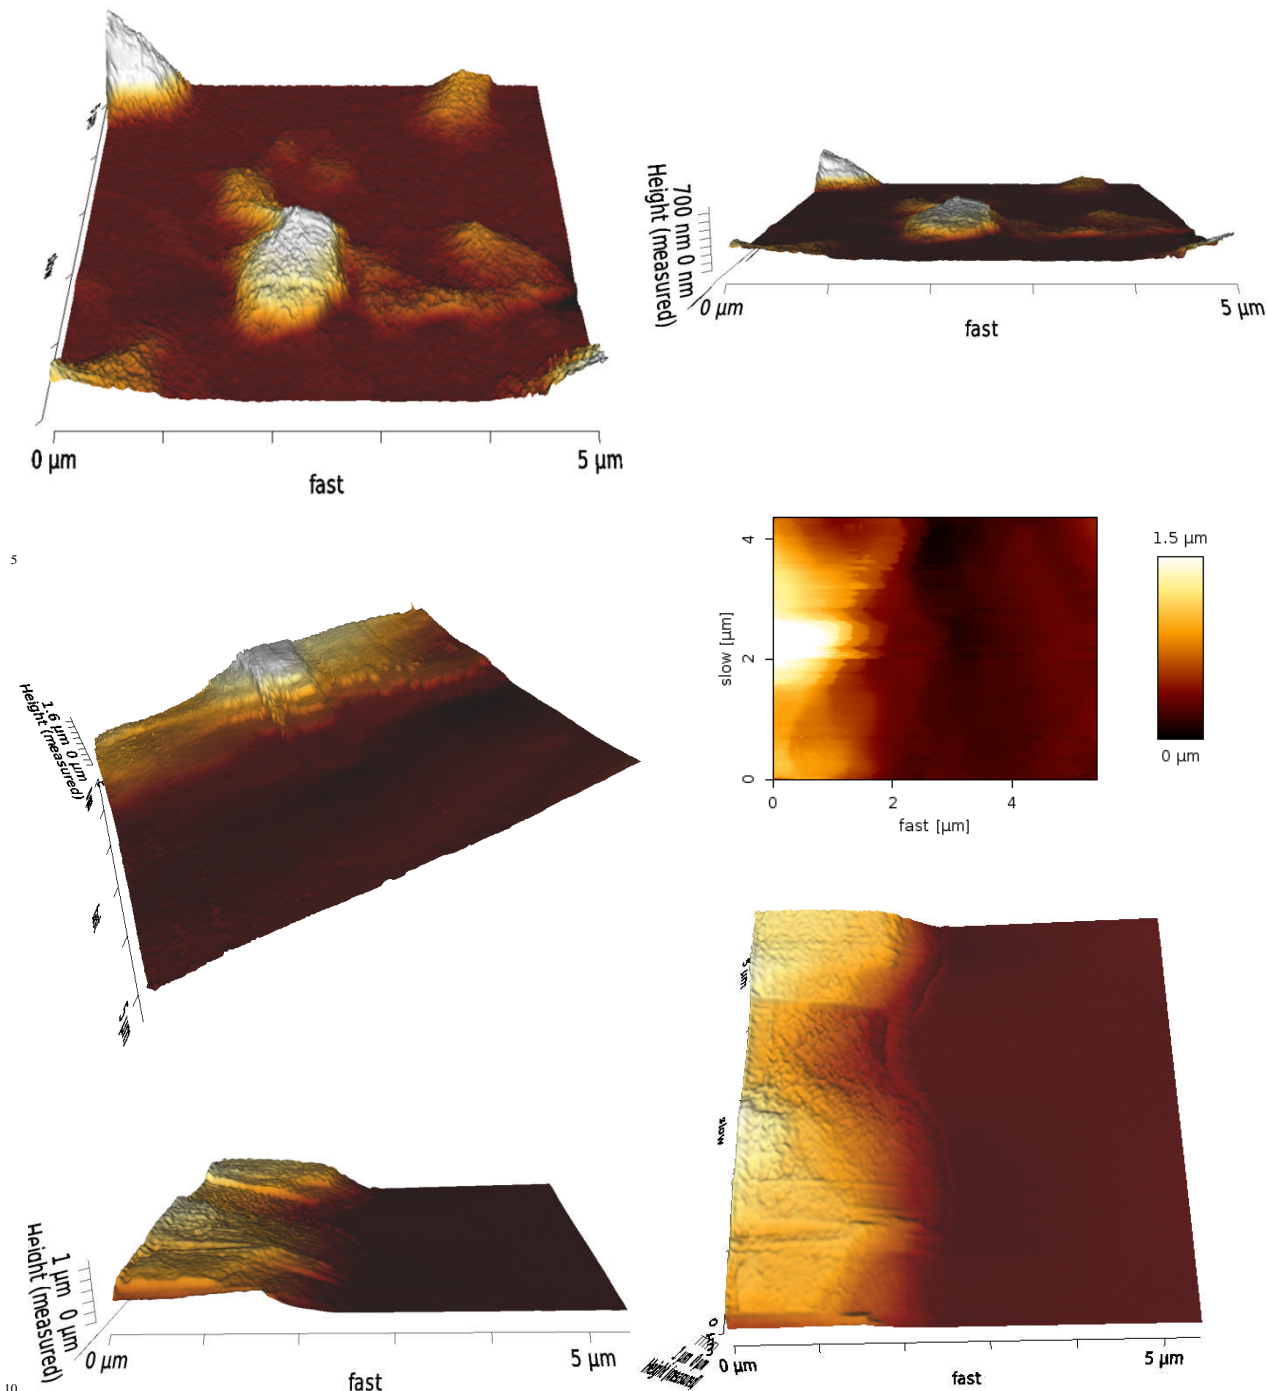 0 µm
5 µm
fast
Height (measured)
700 nm 0 nm
0 µm
5 µm
fast
5
Height (measured)
1.6 µm 0 µm
slow [µm]
4
2
0
0
2
4
fast [µm]
1.5 µm
0 µm
slow
0 µm
5 µm
fast
Height (measured)
1 µm 0 µm
0 µm
5 µm
fast
10